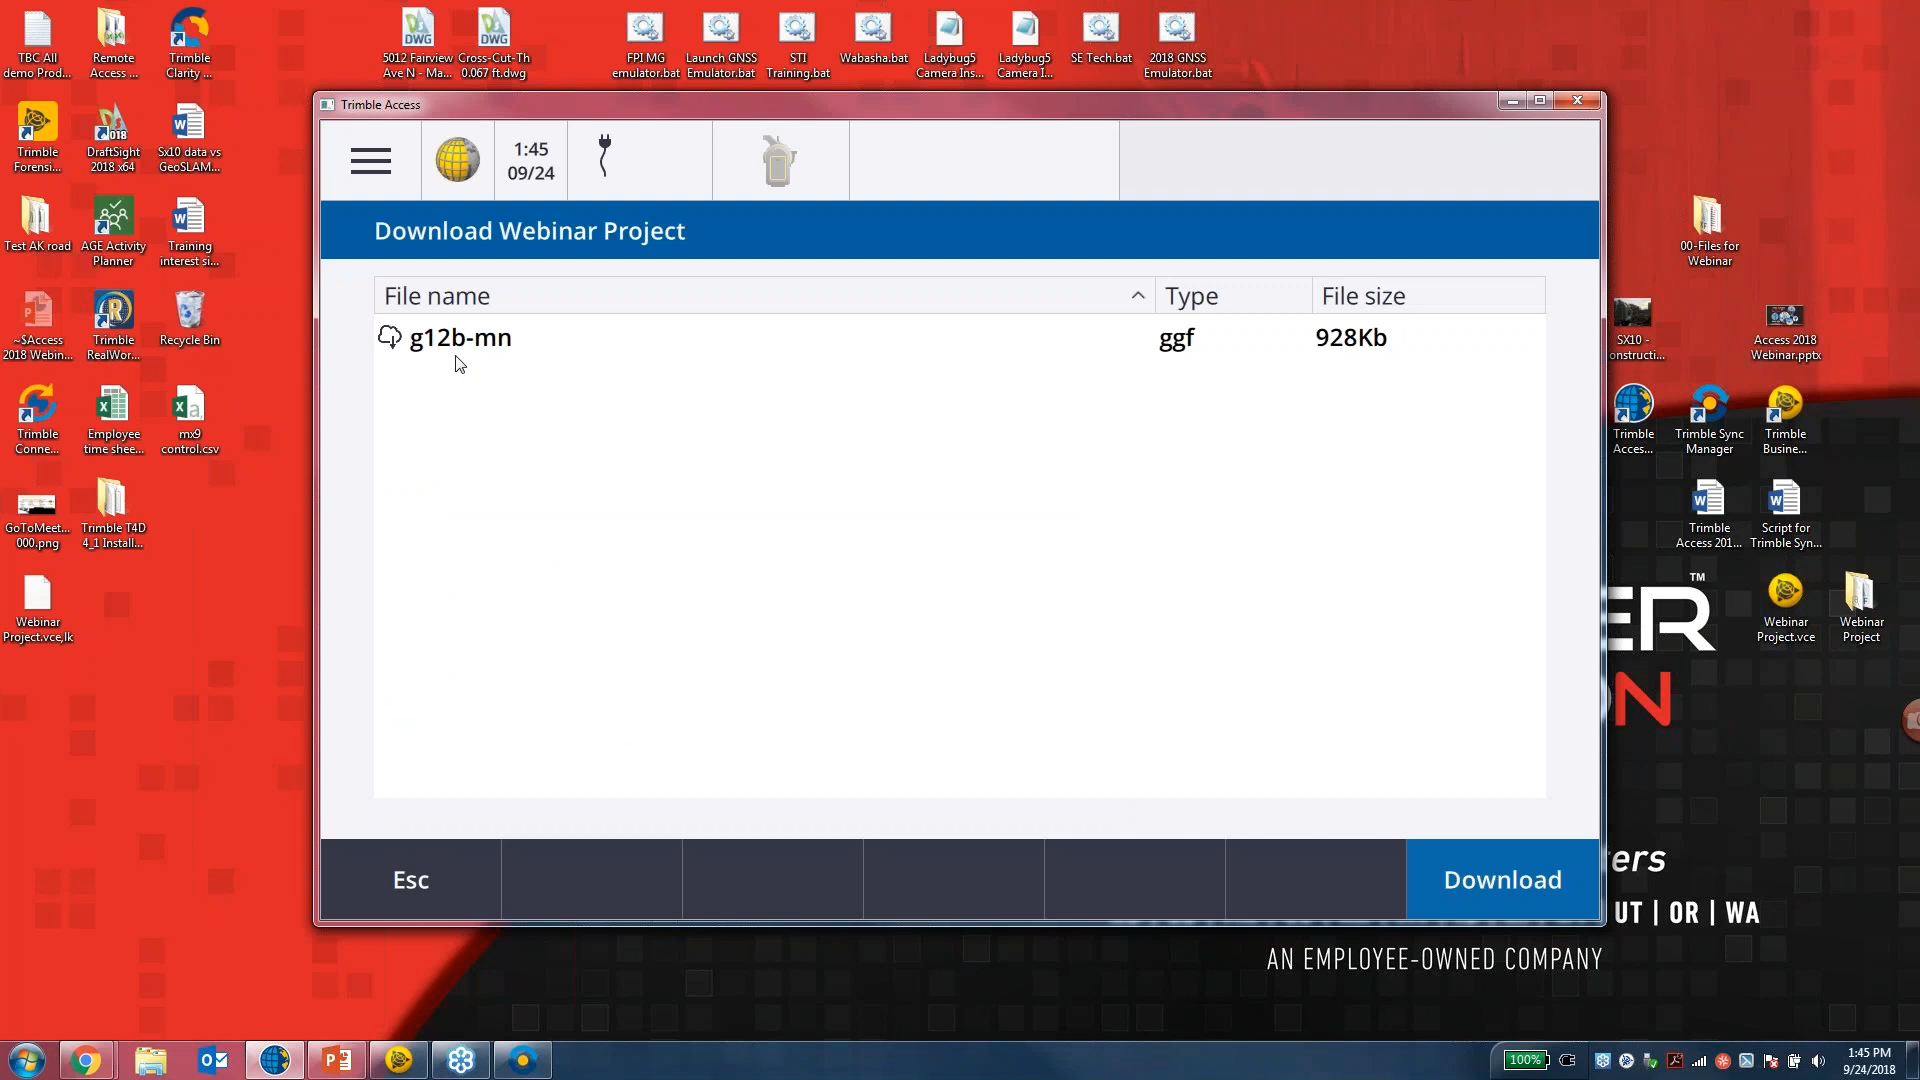 TBC All
demo Prod...
Remote
Access ...
Trimble
Clarity ...
5012 Fairview
Ave N - Ma...
Cross-Cut-Th
0.067 ft.dwg
FPI MG
emulator.bat
Launch GNSS
Emulator.bat
STI
Training.bat
Wabasha.bat
Ladybug5
Camera Ins...
Ladybug5
Camera I...
SE Tech.bat
2018 GNSS
Emulator.bat
Trimble
Forensi...
DraftSight
2018 x64
Sx10 data vs
GeoSLAM...
Test AK road
AGE Activity
Planner
Training
interest si...
~$Access
2018 Webin...
Trimble
RealWor...
Recycle Bin
Trimble
Conne...
Employee
time shee...
mx9
control.csv
GoToMeet...
000.png
Trimble T4D
4_1 Install...
Webinar
Project.vce,lk
Trimble Access
1:45
09/24
Download Webinar Project
File name
Type
File size
g12b-mn
ggf
928Kb
Esc
Download
00-Files for
Webinar
SX10 -
onstructi...
Access 2018
Webinar.pptx
Trimble
Acces...
Trimble Sync
Manager
Trimble
Busine...
Trimble
Access 201...
Script for
Trimble Syn...
Webinar
Project.vce
Webinar
Project
ER
TM
N
ers
UT | OR | WA
AN EMPLOYEE-OWNED COMPANY
100%
1:45 PM
9/24/2018